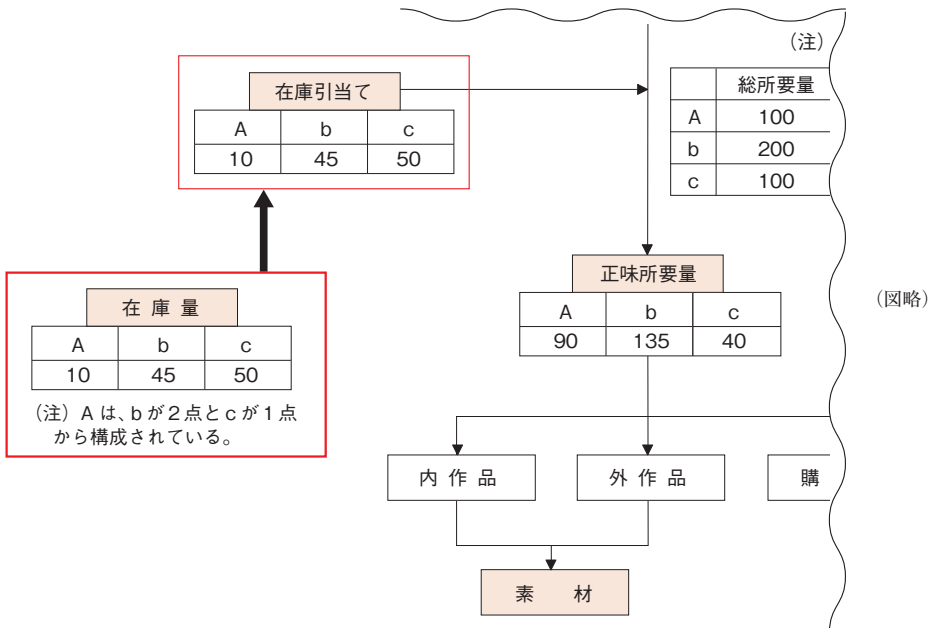 (注)
総所要量
A 100
b 200
c 100
在庫引当て
A b c
10 45 50
在庫量
A b c
10 45 50
(注)Aは、bが2点とcが1点
から構成されている。
正味所要量
A b c
90 135 40
(図略)
内作品 外作品 購
素材